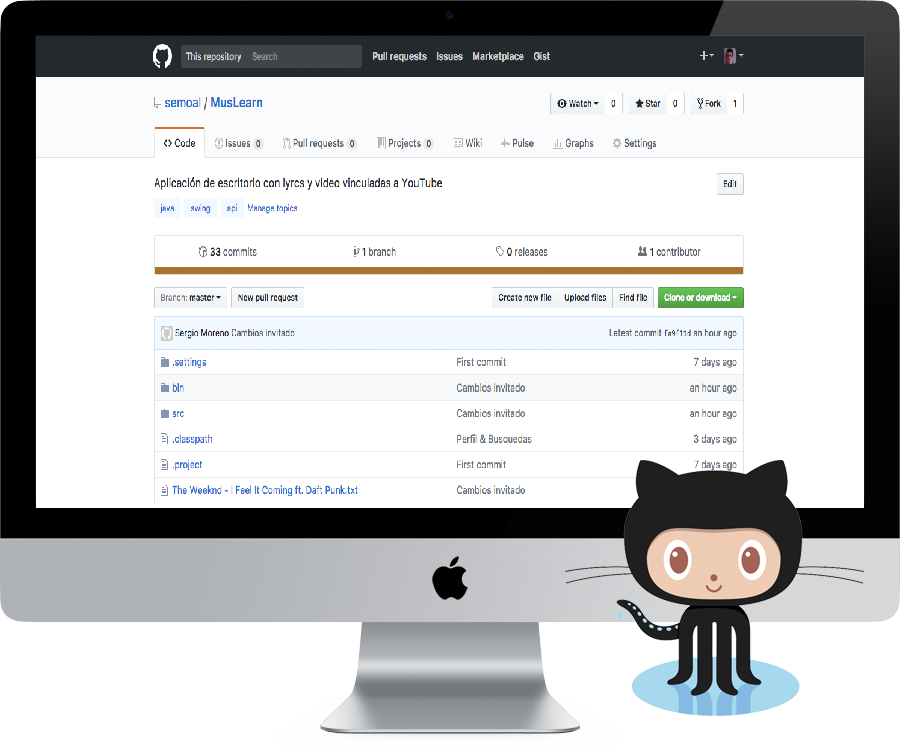 This repository Search Pull requests Issues Marketplace Gist
semoal / MusLearn Watch 0 Star 0 Fork 1
Code Issues 0 Pull requests 0 Projects 0 Wiki Pulse Graphs Settings
Aplicación de escritorio con lyrcs y video vinculadas a YouTube Edit
java swing api Manage topics
33 commits 1 branch 0 releases 1 contributor
Branch: master New pull request Create new file Upload files Find file Clone or download
Sergio Moreno Cambios invitado Latest commit fa9f11d an hour ago
.settings First commit 7 days ago
bin Cambios invitado an hour ago
src Cambios invitado an hour ago
.classpath Perfil & Busquedas 3 days ago
.project First commit 7 days ago
The Weeknd - I Feel It Coming ft. Daft Punk.txt Cambios invitado